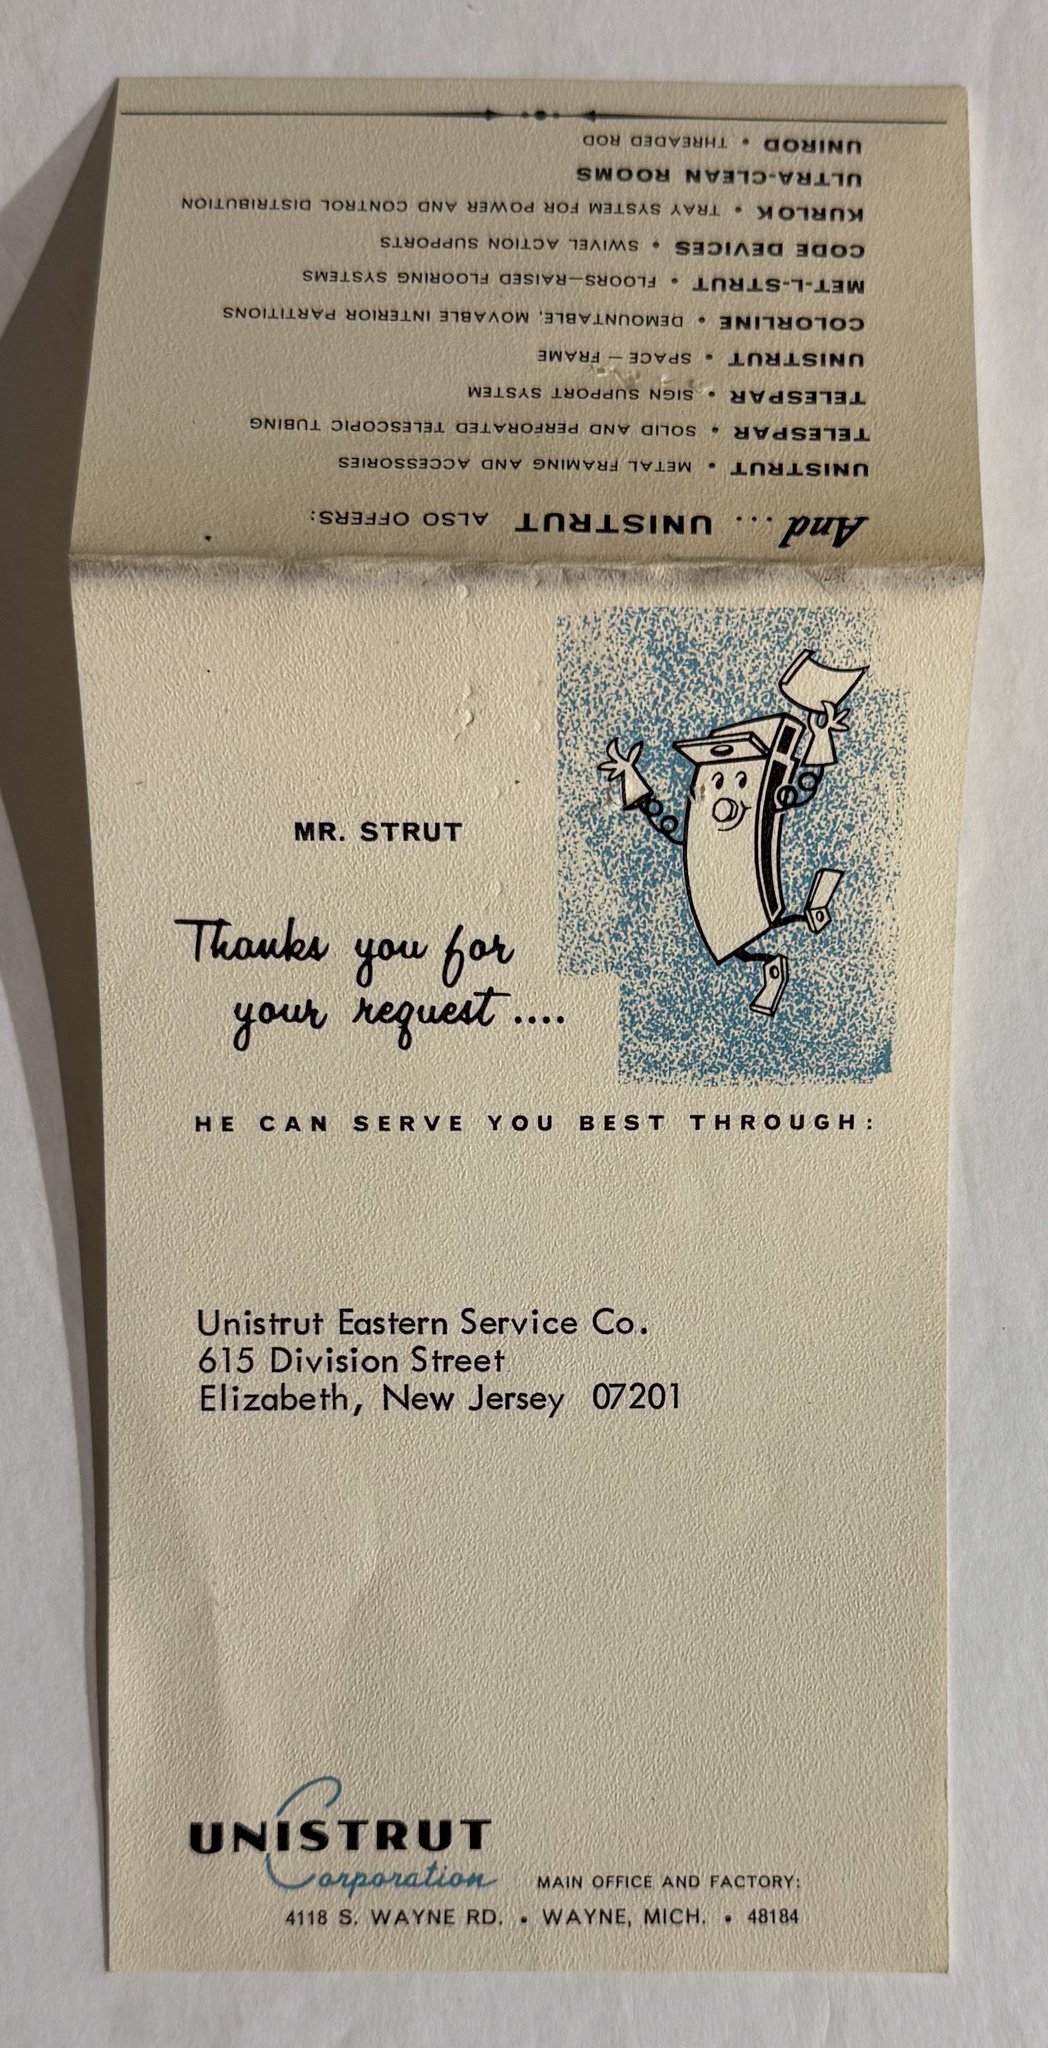 And ... UNISTRUT ALSO OFFERS:
UNISTRUT • METAL FRAMING AND ACCESSORIES
TELESPAR • SOLID AND PERFORATED TELESCOPIC TUBING
TELESPAR • SIGN SUPPORT SYSTEM
UNISTRUT • SPACE — FRAME
COLORLINE • DEMOUNTABLE, MOVABLE INTERIOR PARTITIONS
MET-L-STRUT • FLOORS—RAISED FLOORING SYSTEMS
CODE DEVICES • SWIVEL ACTION SUPPORTS
KURLOK • TRAY SYSTEM FOR POWER AND CONTROL DISTRIBUTION
ULTRA-CLEAN ROOMS
UNIROD • THREADED ROD
MR. STRUT
Thanks you for
your request ....
HE CAN SERVE YOU BEST THROUGH:
Unistrut Eastern Service Co.
615 Division Street
Elizabeth, New Jersey 07201
UNISTRUT
Corporation MAIN OFFICE AND FACTORY:
4118 S. WAYNE RD. • WAYNE, MICH. • 48184